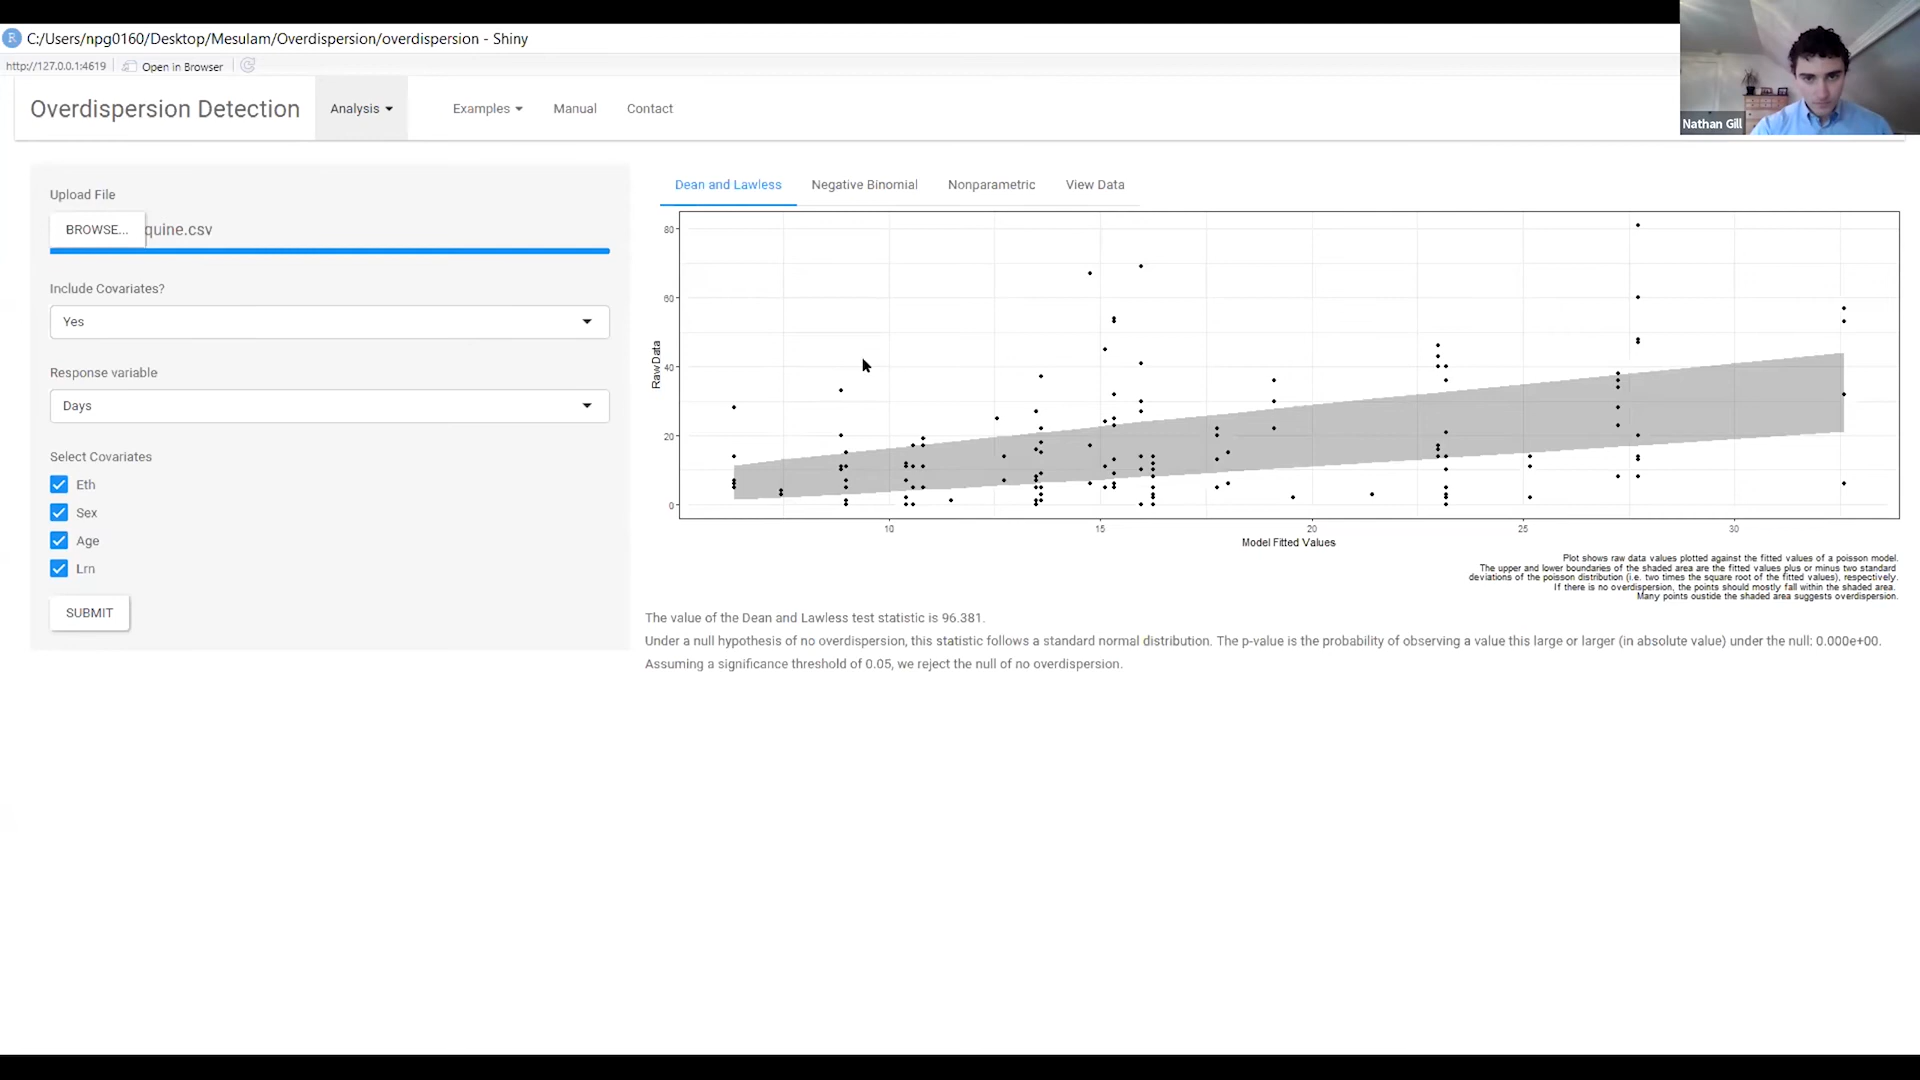 C:/Users/npg0160/Desktop/Mesulam/Overdispersion/overdispersion - Shiny
http://127.0.0.1:4619 Open in Browser
Overdispersion Detection Analysis Examples Manual Contact
Nathan Gill
Upload File
BROWSE... quine.csv
Include Covariates?
Yes
Response variable
Days
Select Covariates
Eth
Sex
Age
Lrn
SUBMIT
Dean and Lawless Negative Binomial Nonparametric View Data
80
60
40
20
0
Raw Data
10 15 20 25 30
Model Fitted Values
Plot shows raw data values plotted against the fitted values of a poisson model.
The upper and lower boundaries of the shaded area are the fitted values plus or minus two standard
deviations of the poisson distribution (i.e. two times the square root of the fitted values), respectively.
If there is no overdispersion, the points should mostly fall within the shaded area.
Many points oustide the shaded area suggests overdispersion.
The value of the Dean and Lawless test statistic is 96.381.
Under a null hypothesis of no overdispersion, this statistic follows a standard normal distribution. The p-value is the probability of observing a value this large or larger (in absolute value) under the null: 0.000e+00.
Assuming a significance threshold of 0.05, we reject the null of no overdispersion.